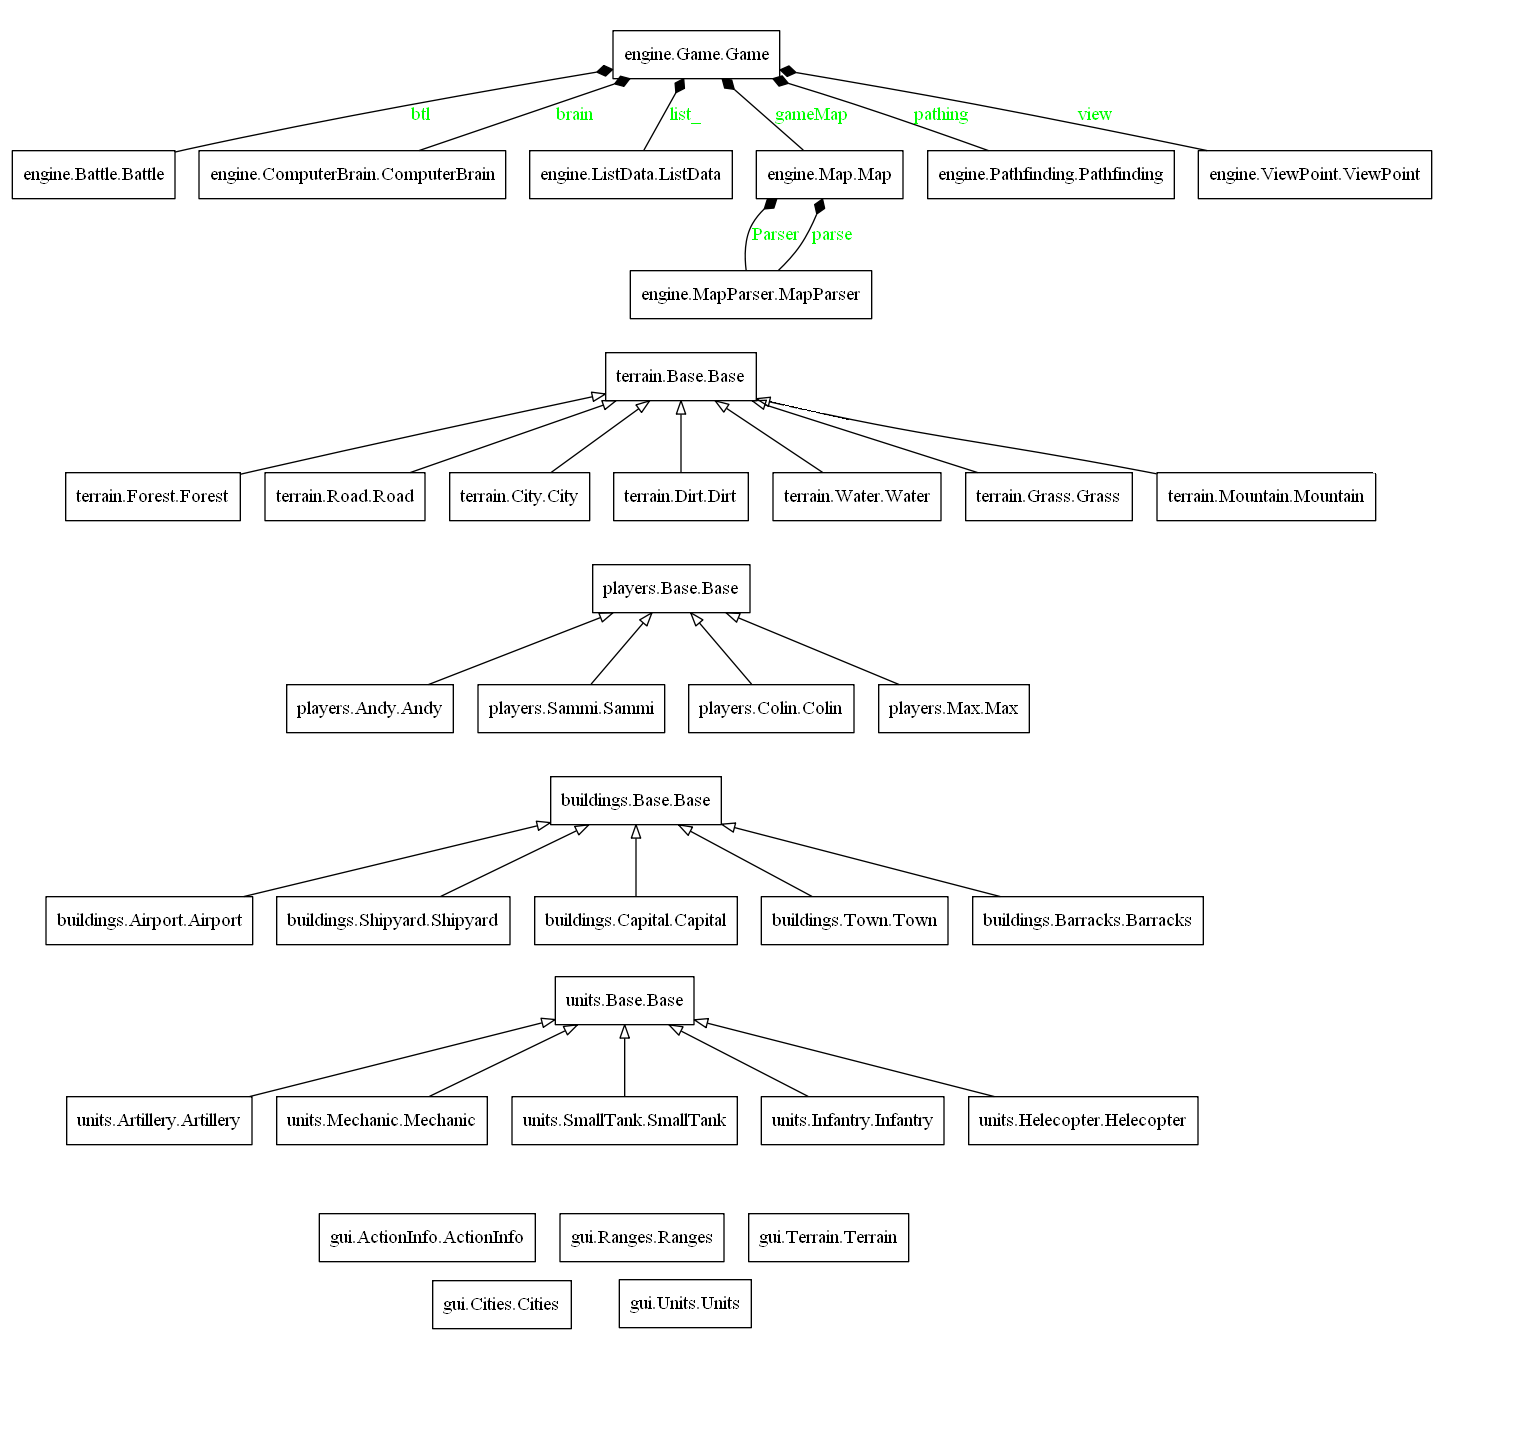 engine.Game.Game
btl
brain
list_
gameMap
pathing
view
engine.Battle.Battle
engine.ComputerBrain.ComputerBrain
engine.ListData.ListData
engine.Map.Map
engine.Pathfinding.Pathfinding
engine.ViewPoint.ViewPoint
Parser
parse
engine.MapParser.MapParser
terrain.Base.Base
terrain.Forest.Forest
terrain.Road.Road
terrain.City.City
terrain.Dirt.Dirt
terrain.Water.Water
terrain.Grass.Grass
terrain.Mountain.Mountain
players.Base.Base
players.Andy.Andy
players.Sammi.Sammi
players.Colin.Colin
players.Max.Max
buildings.Base.Base
buildings.Airport.Airport
buildings.Shipyard.Shipyard
buildings.Capital.Capital
buildings.Town.Town
buildings.Barracks.Barracks
units.Base.Base
units.Artillery.Artillery
units.Mechanic.Mechanic
units.SmallTank.SmallTank
units.Infantry.Infantry
units.Helecopter.Helecopter
gui.ActionInfo.ActionInfo
gui.Ranges.Ranges
gui.Terrain.Terrain
gui.Cities.Cities
gui.Units.Units